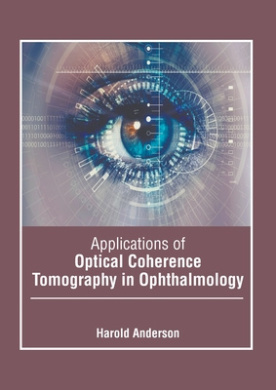 Applications of
Optical Coherence
Tomography in Ophthalmology
Harold Anderson